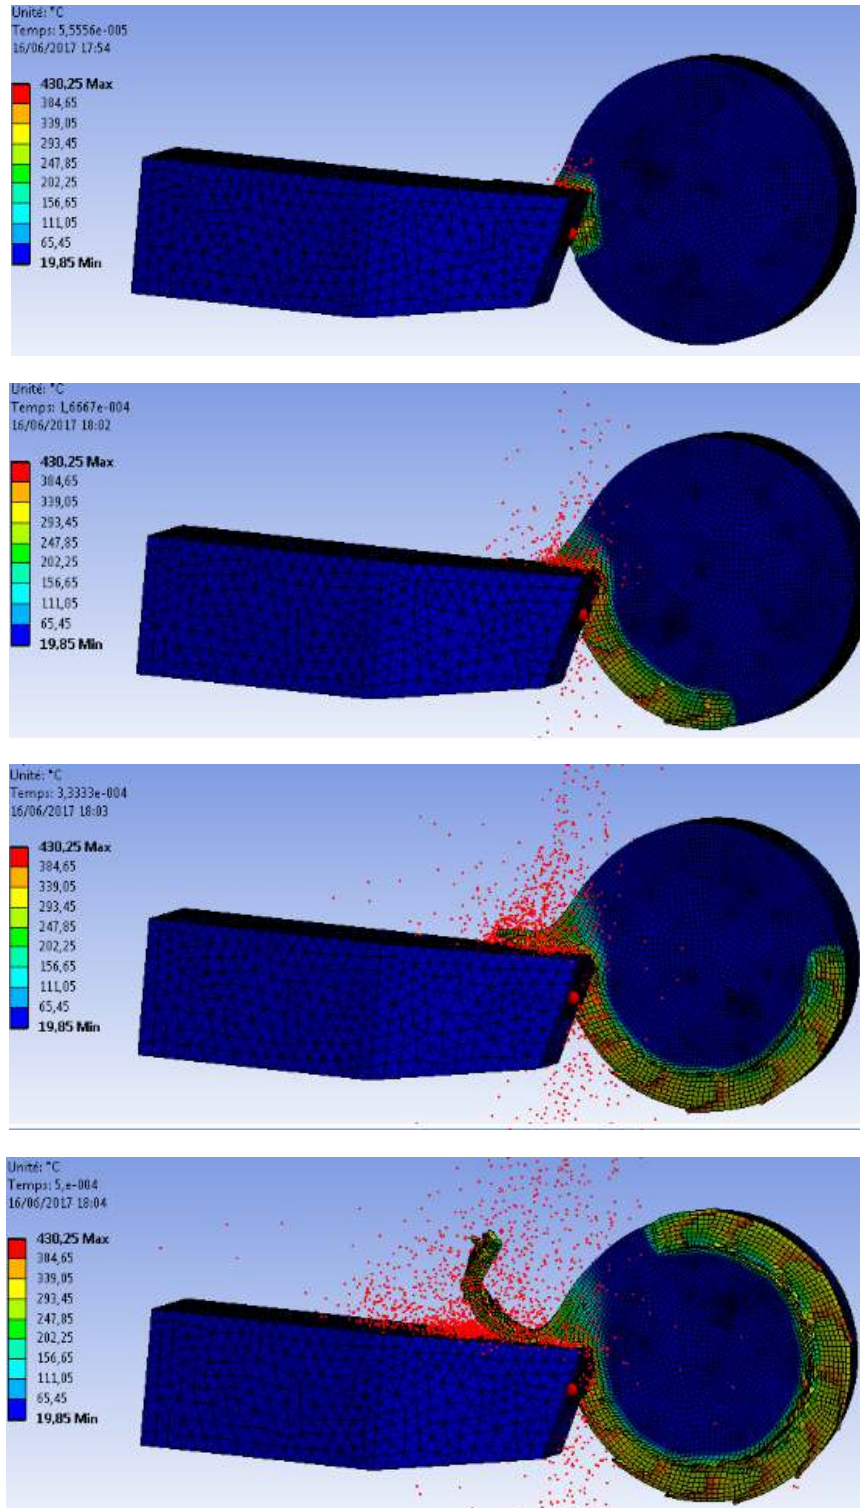 Unité: °C
Temps: 5,5556e-005
16/06/2017 17:54
430,25 Max
384,65
339,05
293,45
247,85
202,25
156,65
111,05
65,45
19,85 Min
Unité: °C
Temps: 1,6667e-004
16/06/2017 18:02
430,25 Max
384,65
339,05
293,45
247,85
202,25
156,65
111,05
65,45
19,85 Min
Unité: °C
Temps: 3,3333e-004
16/06/2017 18:03
430,25 Max
384,65
339,05
293,45
247,85
202,25
156,65
111,05
65,45
19,85 Min
Unité: °C
Temps: 5,e-004
16/06/2017 18:04
430,25 Max
384,65
339,05
293,45
247,85
202,25
156,65
111,05
65,45
19,85 Min